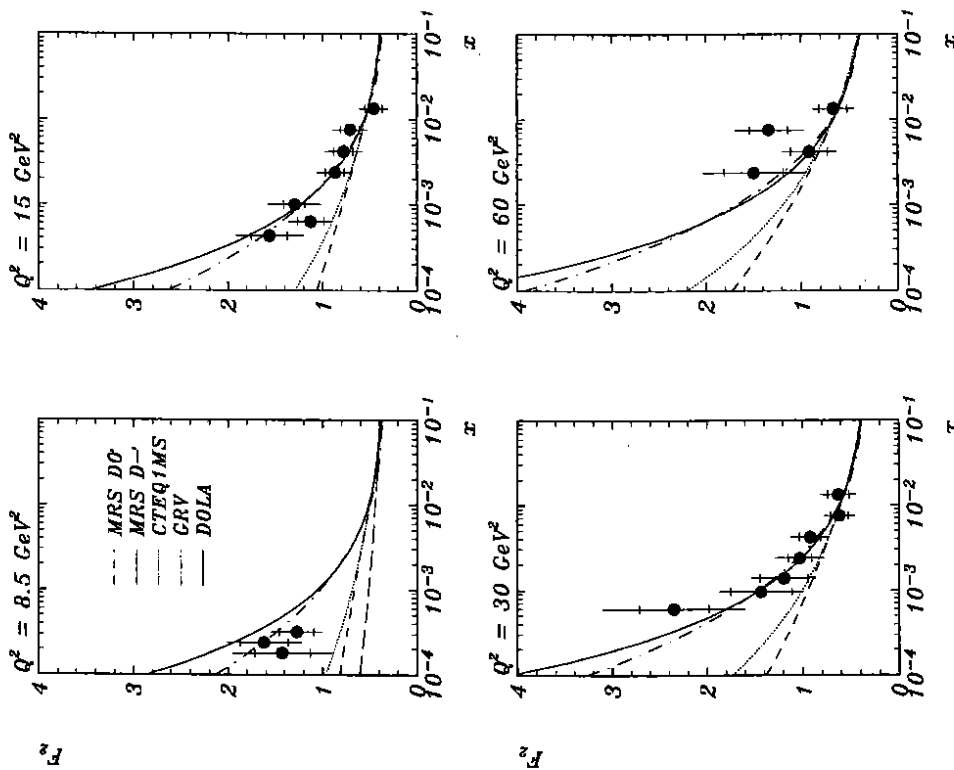 F₂
Q² = 8.5 GeV²
4
3
2
1
0
MRS D0'
MRS D-'
CTEQ1MS
GRV
DOLA
10⁻⁴ 10⁻³ 10⁻² 10⁻¹
x
Q² = 15 GeV²
4
3
2
1
0
10⁻⁴ 10⁻³ 10⁻² 10⁻¹
x
F₂
Q² = 30 GeV²
4
3
2
1
0
10⁻⁴ 10⁻³ 10⁻² 10⁻¹
x
Q² = 60 GeV²
4
3
2
1
0
10⁻⁴ 10⁻³ 10⁻² 10⁻¹
x